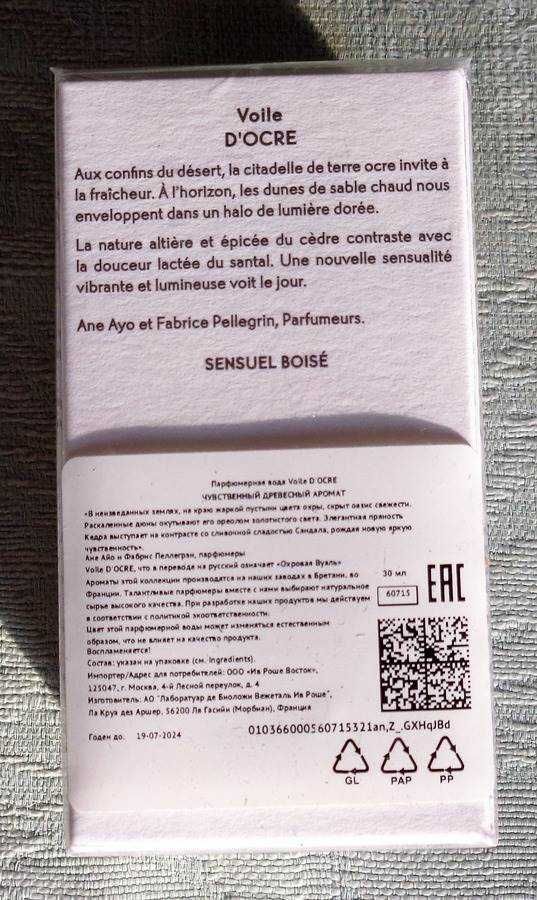 Voile
D'OCRE
Aux confins du désert, la citadelle de terre ocre invite à
la fraîcheur. À l'horizon, les dunes de sable chaud nous
enveloppent dans un halo de lumière dorée.
La nature altière et épicée du cèdre contraste avec
la douceur lactée du santal. Une nouvelle sensualité
vibrante et lumineuse voit le jour.
Ane Ayo et Fabrice Pellegrin, Parfumeurs.
SENSUEL BOISÉ
Парфюмерная вода Voile D OCRE
ЧУВСТВЕННЫЙ ДРЕВЕСНЫЙ АРОМАТ
«В неизведанных землях, на краю жаркой пустыни цвета охры, скрыт оазис свежести.
Раскаленные дюны окутывают его ореолом золотистого света. Элегантная пряность
Кедра выступает на контрасте со сливочной сладостью Сандала, рождая новую яркую
чувственность».
Ане Айо и Фабрис Пеллегран, парфюмеры
Voile D'OCRE, что в переводе на русский означает «Охровая Вуаль»
Ароматы этой коллекции производятся на наших заводах в Бретани, во
Франции. Талантливые парфюмеры вместе с нами выбирают натуральное
сырье высокого качества. При разработке наших продуктов мы действуем
в соответствии с политикой экоответственности.
Цвет этой парфюмерной воды может изменяться естественным
образом, что не влияет на качество продукта.
Воспламеняется!
Состав: указан на упаковке (см. Ingredients).
Импортер/Адрес для потребителей: ООО «Ив Роше Восток»,
125047, г. Москва, 4-й Лесной переулок, д. 4
Изготовитель: АО "Лаборатуар де Биоложи Вежеталь Ив Роше",
Ла Круа дез Аршер, 56200 Ля Гасийи (Морбиан), Франция
30 мл
60715
EAC
Годен до: 19-07-2024
010366000560715321an,Z_.GXHqJBd
GL
PAP
PP